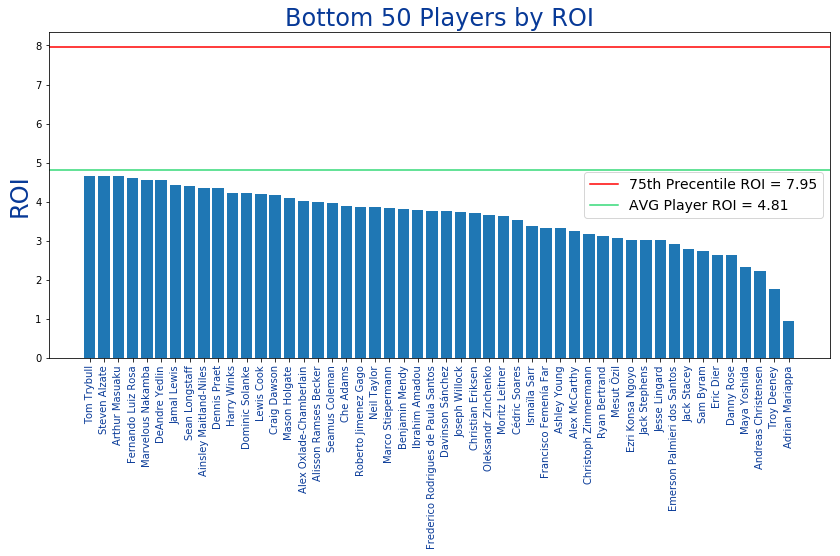 Bottom 50 Players by ROI
ROI
8
7
6
5
4
3
2
1
0
75th Precentile ROI = 7.95
AVG Player ROI = 4.81
Tom Trybull
Steven Alzate
Arthur Masuaku
Fernando Luiz Rosa
Marvelous Nakamba
DeAndre Yedlin
Jamal Lewis
Sean Longstaff
Ainsley Maitland-Niles
Dennis Praet
Harry Winks
Dominic Solanke
Lewis Cook
Craig Dawson
Mason Holgate
Alex Oxlade-Chamberlain
Alisson Ramses Becker
Seamus Coleman
Che Adams
Roberto Jimenez Gago
Neil Taylor
Marco Stiepermann
Benjamin Mendy
Ibrahim Amadou
Frederico Rodrigues de Paula Santos
Davinson Sánchez
Joseph Willock
Christian Eriksen
Oleksandr Zinchenko
Moritz Leitner
Cédric Soares
Ismaïla Sarr
Francisco Femenía Far
Ashley Young
Alex McCarthy
Christoph Zimmermann
Ryan Bertrand
Mesut Özil
Ezri Konsa Ngoyo
Jack Stephens
Jesse Lingard
Emerson Palmieri dos Santos
Jack Stacey
Sam Byram
Eric Dier
Danny Rose
Maya Yoshida
Andreas Christensen
Troy Deeney
Adrian Mariappa